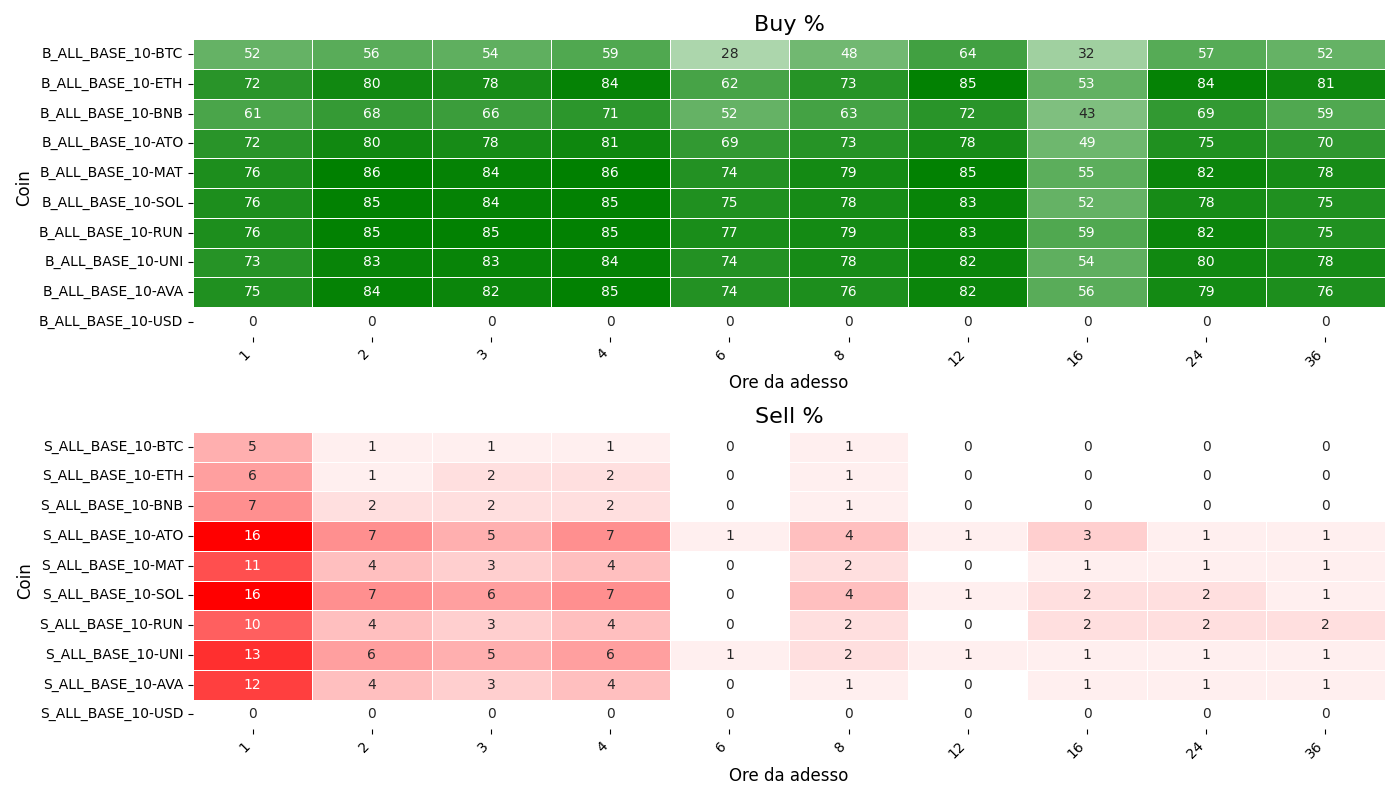 Buy %
Coin
B_ALL_BASE_10-BTC 52 56 54 59 28 48 64 32 57 52
B_ALL_BASE_10-ETH 72 80 78 84 62 73 85 53 84 81
B_ALL_BASE_10-BNB 61 68 66 71 52 63 72 43 69 59
B_ALL_BASE_10-ATO 72 80 78 81 69 73 78 49 75 70
B_ALL_BASE_10-MAT 76 86 84 86 74 79 85 55 82 78
B_ALL_BASE_10-SOL 76 85 84 85 75 78 83 52 78 75
B_ALL_BASE_10-RUN 76 85 85 85 77 79 83 59 82 75
B_ALL_BASE_10-UNI 73 83 83 84 74 78 82 54 80 78
B_ALL_BASE_10-AVA 75 84 82 85 74 76 82 56 79 76
B_ALL_BASE_10-USD 0 0 0 0 0 0 0 0 0 0
1 2 3 4 6 8 12 16 24 36
Ore da adesso
Sell %
Coin
S_ALL_BASE_10-BTC 5 1 1 1 0 1 0 0 0 0
S_ALL_BASE_10-ETH 6 1 2 2 0 1 0 0 0 0
S_ALL_BASE_10-BNB 7 2 2 2 0 1 0 0 0 0
S_ALL_BASE_10-ATO 16 7 5 7 1 4 1 3 1 1
S_ALL_BASE_10-MAT 11 4 3 4 0 2 0 1 1 1
S_ALL_BASE_10-SOL 16 7 6 7 0 4 1 2 2 1
S_ALL_BASE_10-RUN 10 4 3 4 0 2 0 2 2 2
S_ALL_BASE_10-UNI 13 6 5 6 1 2 1 1 1 1
S_ALL_BASE_10-AVA 12 4 3 4 0 1 0 1 1 1
S_ALL_BASE_10-USD 0 0 0 0 0 0 0 0 0 0
1 2 3 4 6 8 12 16 24 36
Ore da adesso